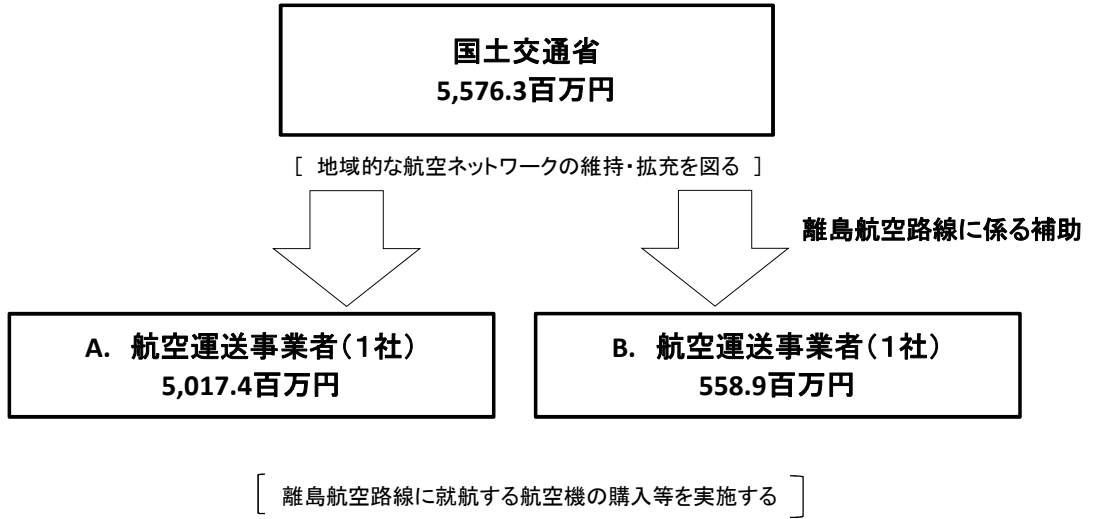 国土交通省
5,576.3百万円
[ 地域的な航空ネットワークの維持・拡充を図る ]
離島航空路線に係る補助
A. 航空運送事業者(1社)
5,017.4百万円
B. 航空運送事業者(1社)
558.9百万円
[ 離島航空路線に就航する航空機の購入等を実施する ]